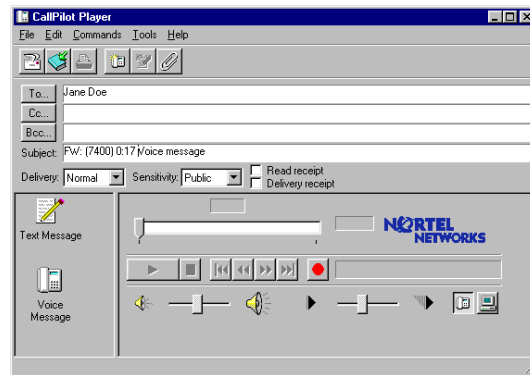 CallPilot Player
File Edit Commands Tools Help
To... Jane Doe
Cc...
Bcc...
Subject: FW: (7400) 0:17 Voice message
Delivery: Normal Sensitivity: Public Read receipt
Delivery receipt
Text Message
NORTEL
NETWORKS
Voice
Message